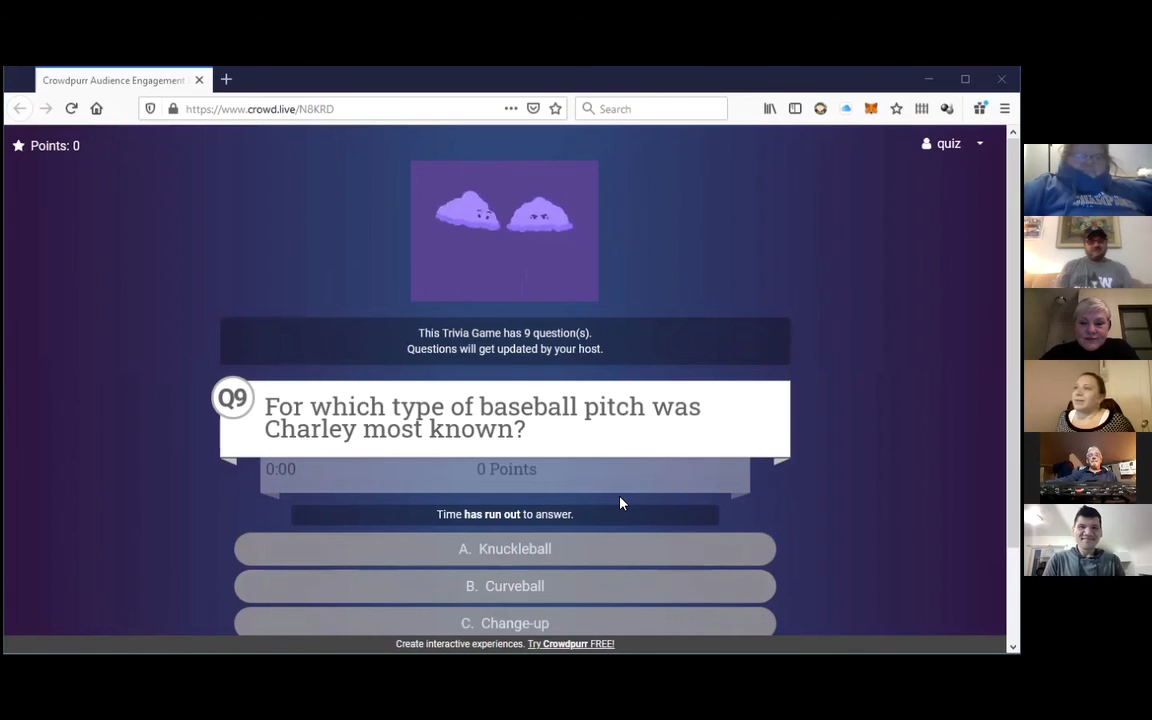 Crowdpurr Audience Engagement
https://www.crowd.live/N8KRD
Search
Points: 0
quiz
This Trivia Game has 9 question(s).
Questions will get updated by your host.
Q9
For which type of baseball pitch was
Charley most known?
0:00
0 Points
Time has run out to answer.
A. Knuckleball
B. Curveball
C. Change-up
Create interactive experiences. Try Crowdpurr FREE!